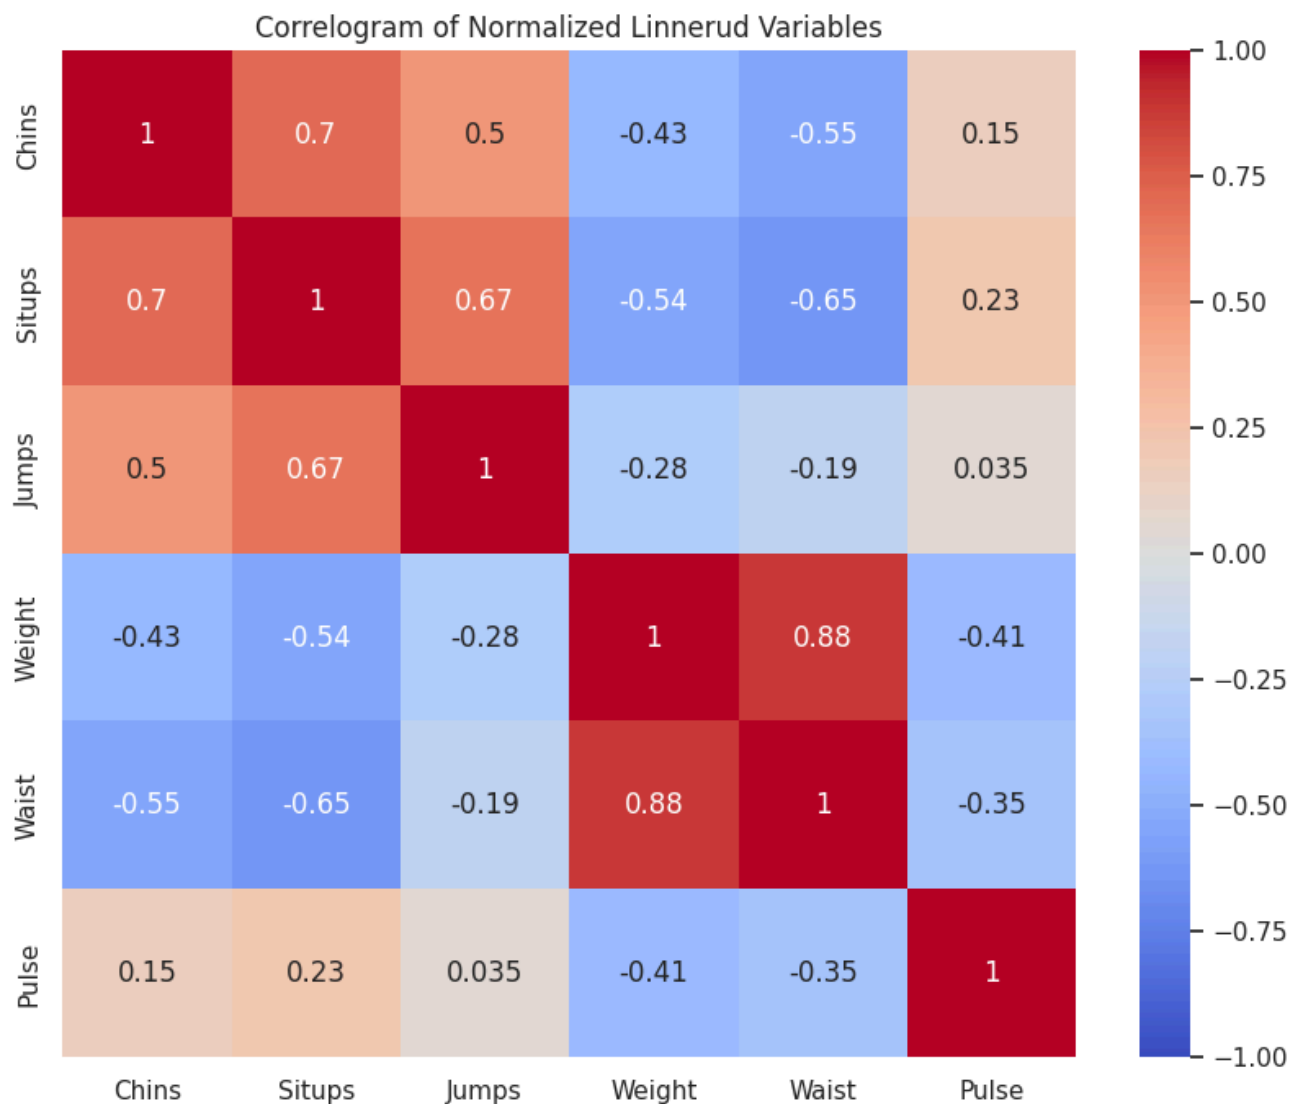 Correlogram of Normalized Linnerud Variables
Chins 1 0.7 0.5 -0.43 -0.55 0.15
Situps 0.7 1 0.67 -0.54 -0.65 0.23
Jumps 0.5 0.67 1 -0.28 -0.19 0.035
Weight -0.43 -0.54 -0.28 1 0.88 -0.41
Waist -0.55 -0.65 -0.19 0.88 1 -0.35
Pulse 0.15 0.23 0.035 -0.41 -0.35 1
Chins Situps Jumps Weight Waist Pulse
1.00
0.75
0.50
0.25
0.00
−0.25
−0.50
−0.75
−1.00